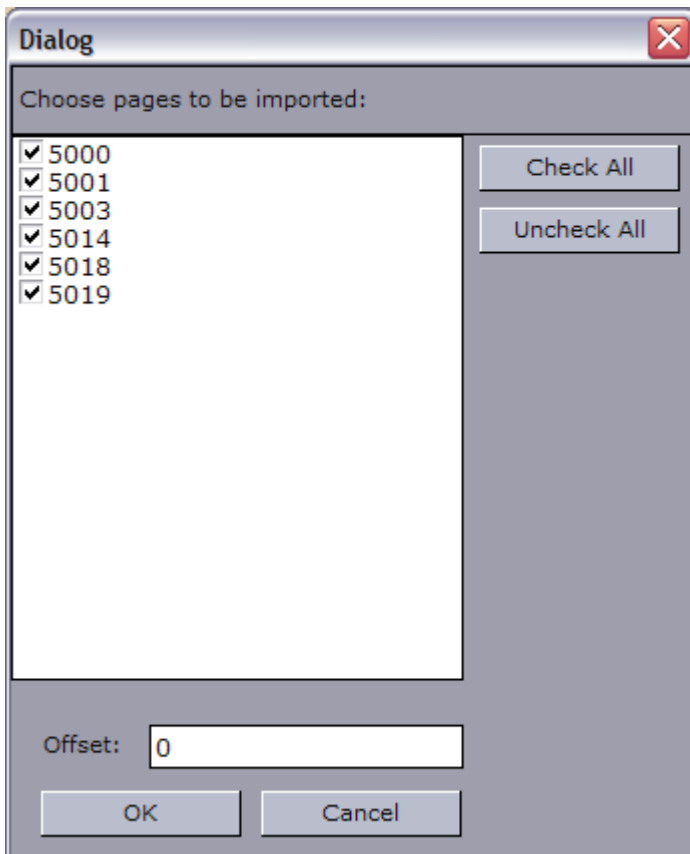 Dialog
Choose pages to be imported:
5000
5001
5003
5014
5018
5019
Check All
Uncheck All
Offset: 0
OK Cancel